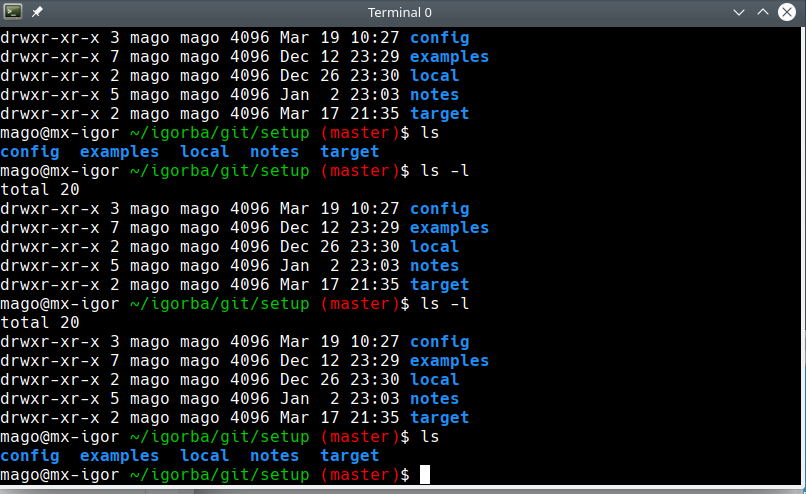 Terminal 0
drwxr-xr-x 3 mago mago 4096 Mar 19 10:27 config
drwxr-xr-x 7 mago mago 4096 Dec 12 23:29 examples
drwxr-xr-x 2 mago mago 4096 Dec 26 23:30 local
drwxr-xr-x 5 mago mago 4096 Jan  2 23:03 notes
drwxr-xr-x 2 mago mago 4096 Mar 17 21:35 target
mago@mx-igor ~/igorba/git/setup (master)$ ls
config  examples  local  notes  target
mago@mx-igor ~/igorba/git/setup (master)$ ls -l
total 20
drwxr-xr-x 3 mago mago 4096 Mar 19 10:27 config
drwxr-xr-x 7 mago mago 4096 Dec 12 23:29 examples
drwxr-xr-x 2 mago mago 4096 Dec 26 23:30 local
drwxr-xr-x 5 mago mago 4096 Jan  2 23:03 notes
drwxr-xr-x 2 mago mago 4096 Mar 17 21:35 target
mago@mx-igor ~/igorba/git/setup (master)$ ls -l
total 20
drwxr-xr-x 3 mago mago 4096 Mar 19 10:27 config
drwxr-xr-x 7 mago mago 4096 Dec 12 23:29 examples
drwxr-xr-x 2 mago mago 4096 Dec 26 23:30 local
drwxr-xr-x 5 mago mago 4096 Jan  2 23:03 notes
drwxr-xr-x 2 mago mago 4096 Mar 17 21:35 target
mago@mx-igor ~/igorba/git/setup (master)$ ls
config  examples  local  notes  target
mago@mx-igor ~/igorba/git/setup (master)$